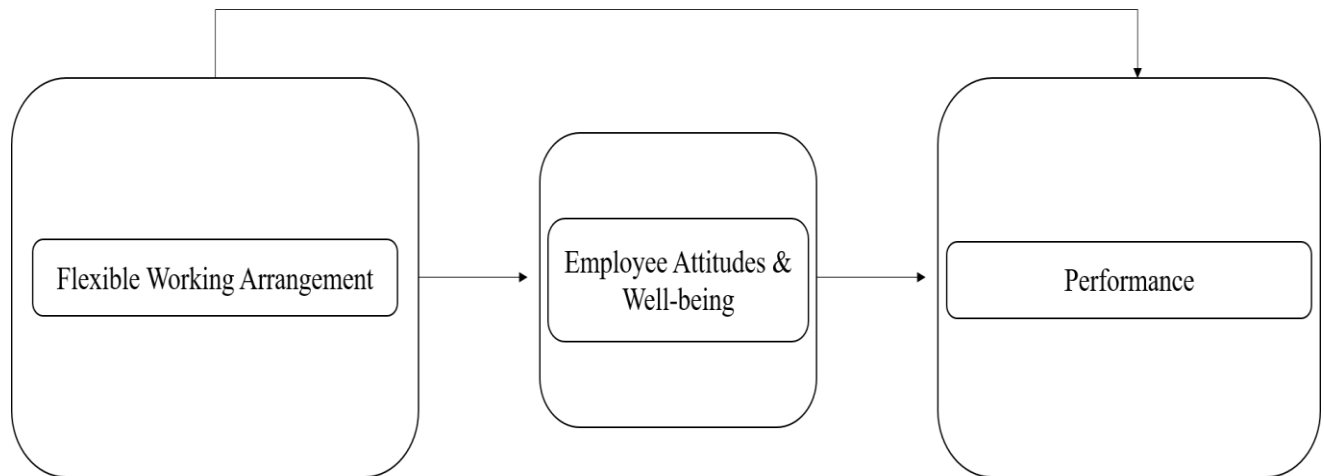 Flexible Working Arrangement
Employee Attitudes &
Well-being
Performance